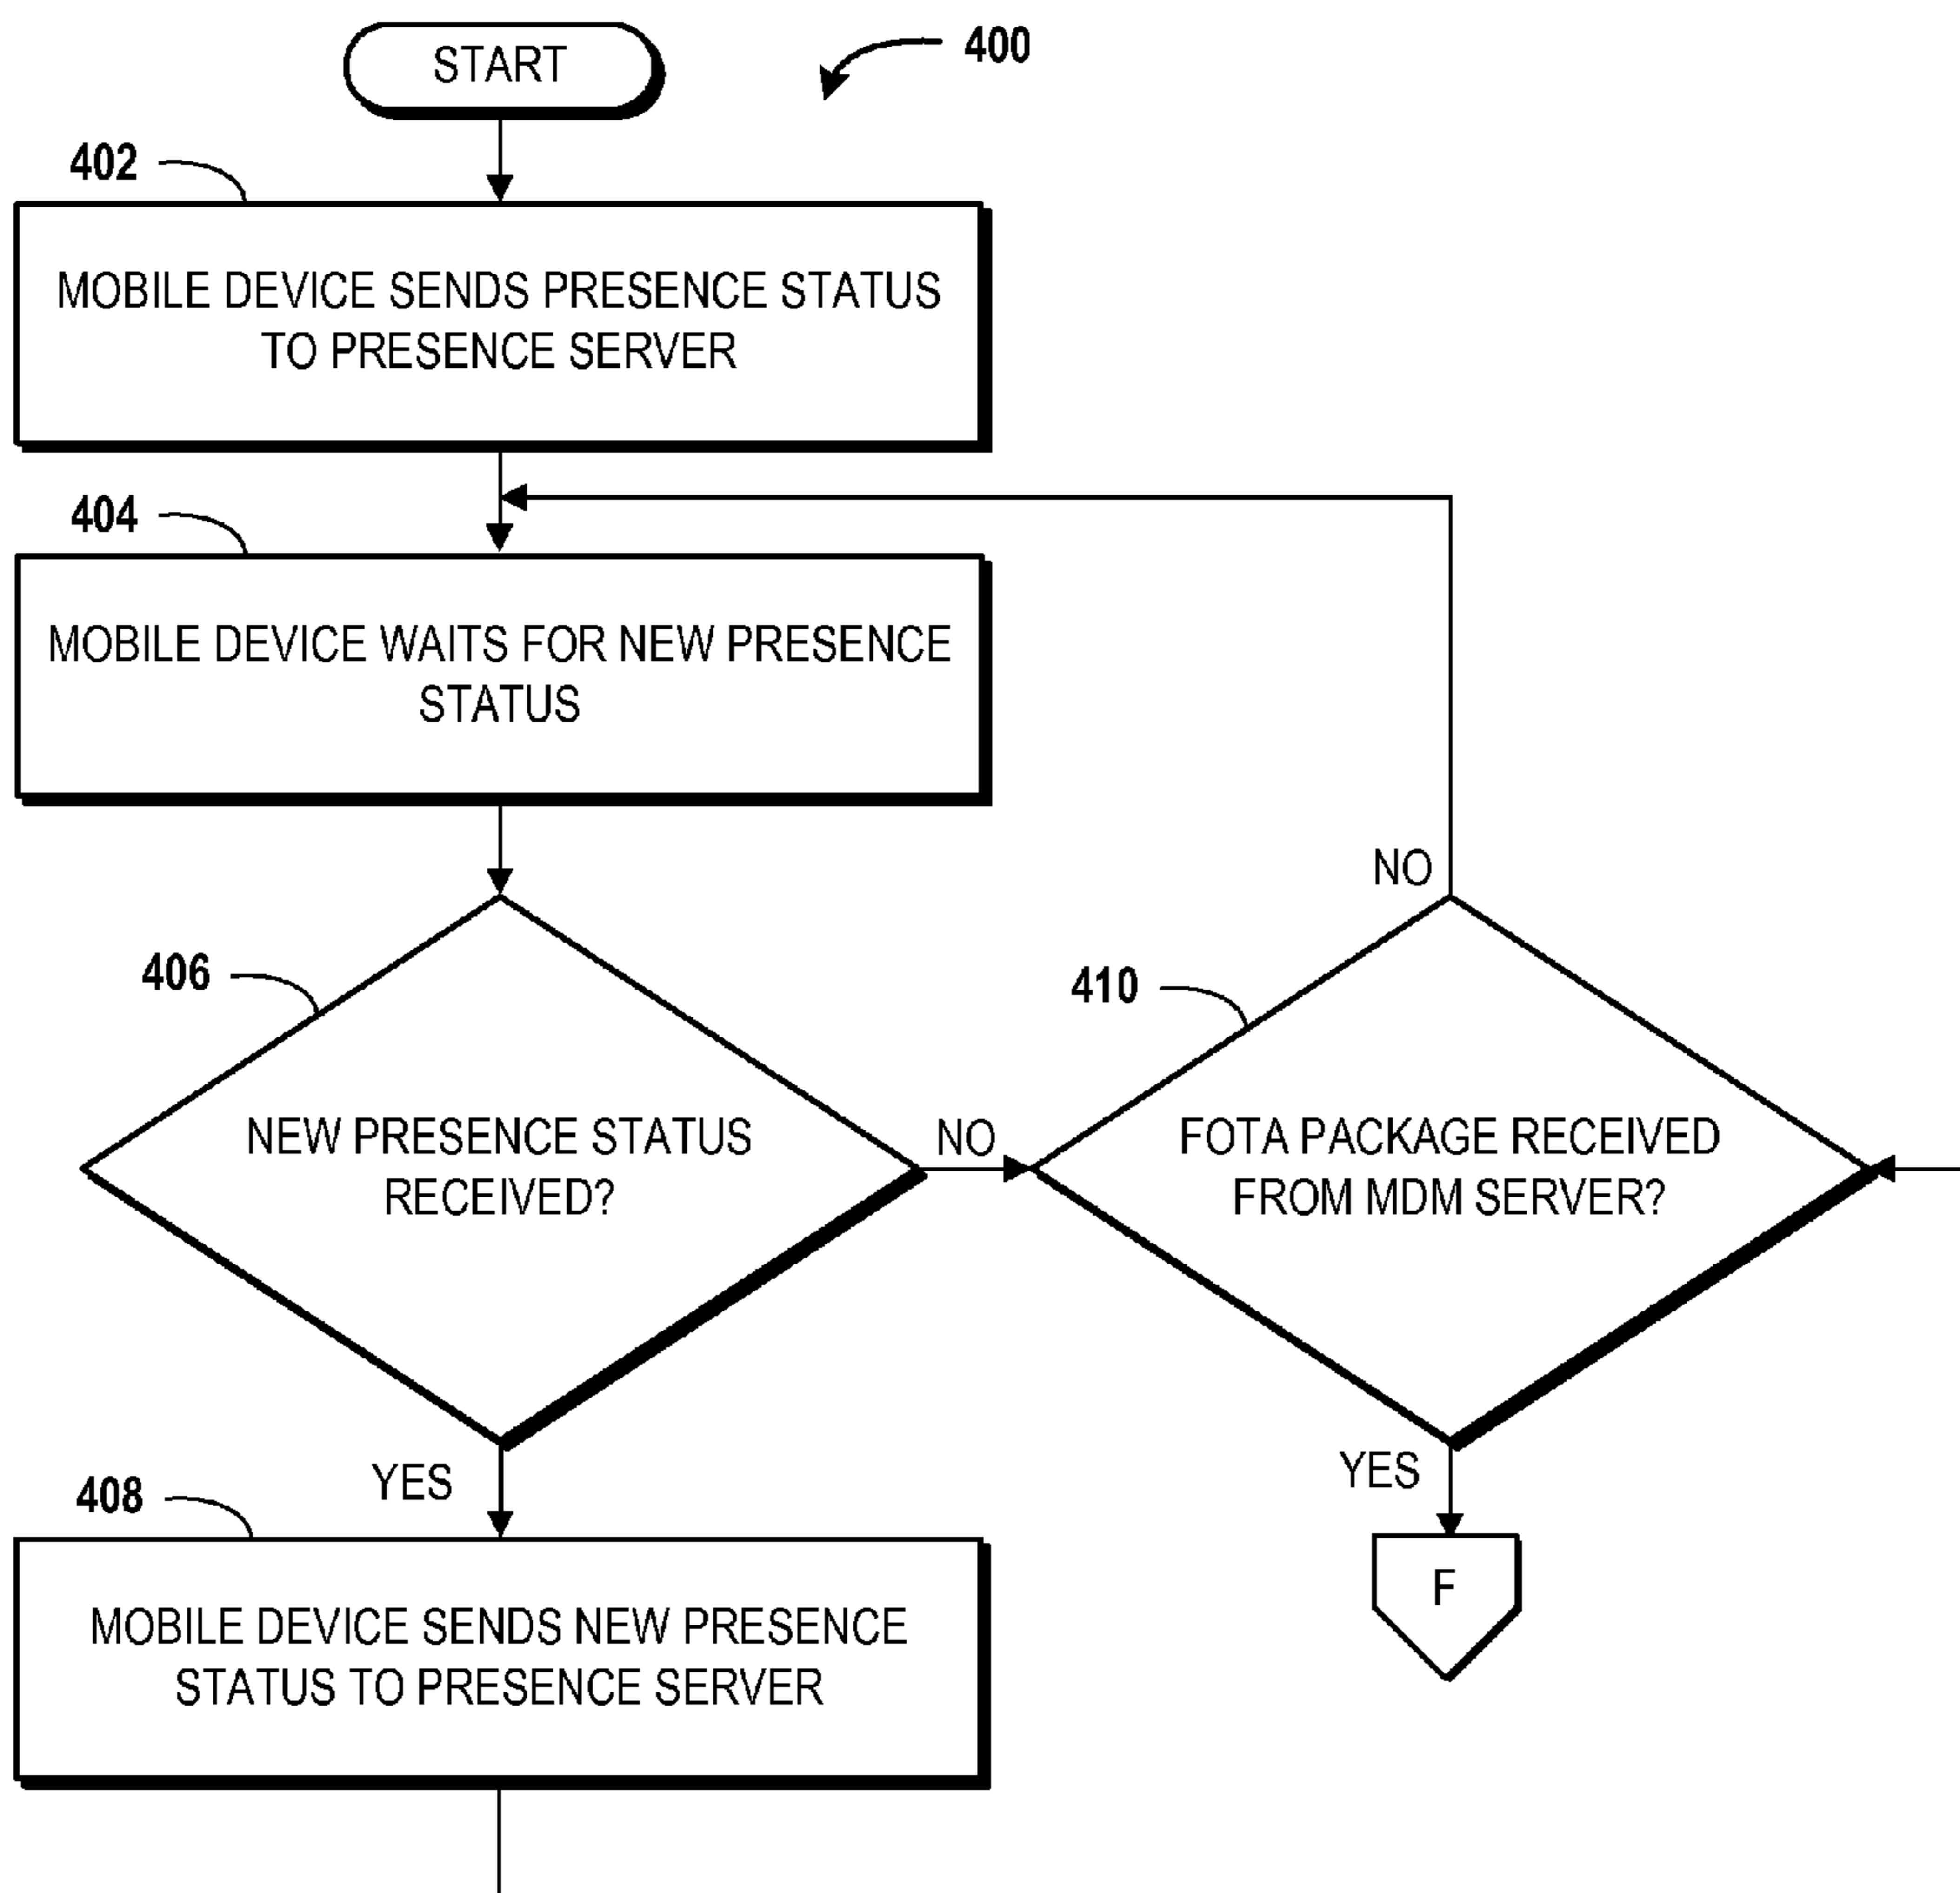 START
400
402
MOBILE DEVICE SENDS PRESENCE STATUS
TO PRESENCE SERVER
404
MOBILE DEVICE WAITS FOR NEW PRESENCE
STATUS
406
NEW PRESENCE STATUS
RECEIVED?
NO
410
NO
FOTA PACKAGE RECEIVED
FROM MDM SERVER?
YES
F
YES
408
MOBILE DEVICE SENDS NEW PRESENCE
STATUS TO PRESENCE SERVER